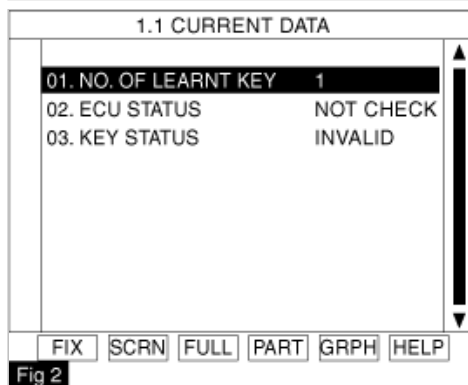 1.1 CURRENT DATA
01. NO. OF LEARNT KEY 1
02. ECU STATUS NOT CHECK
03. KEY STATUS INVALID
FIX SCRN FULL PART GRPH HELP
Fig 2